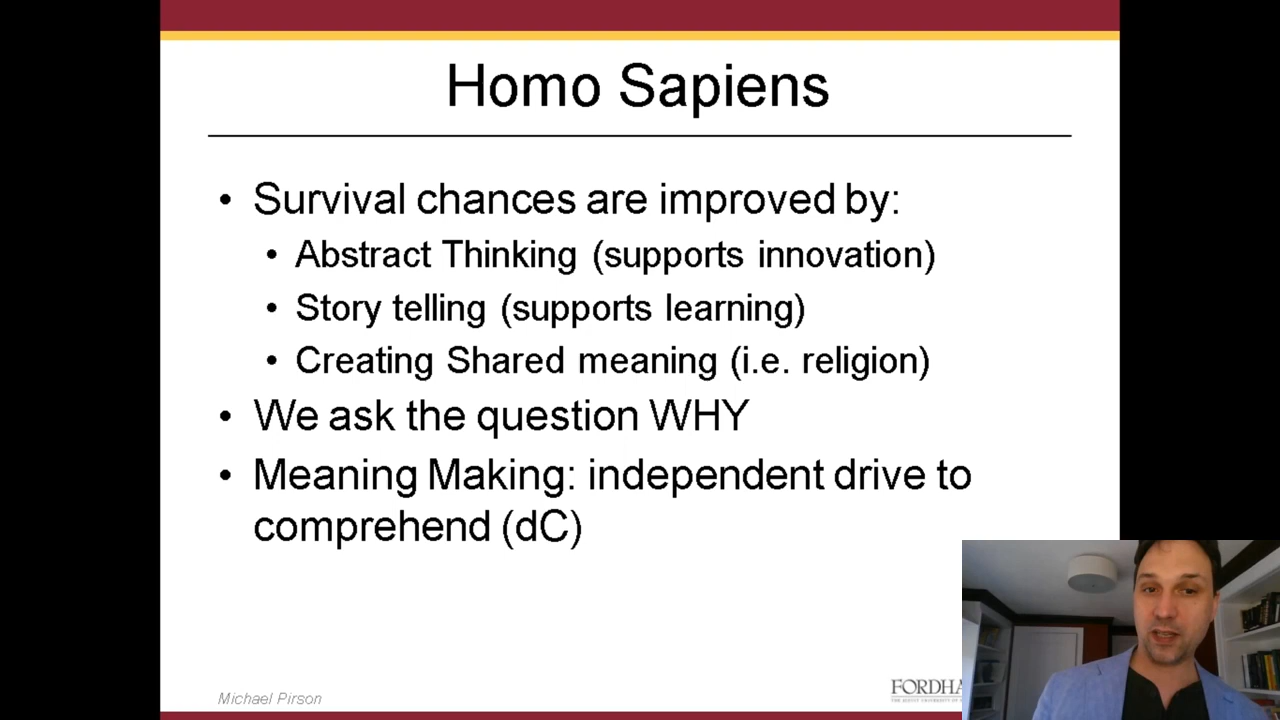 Homo Sapiens
• Survival chances are improved by:
• Abstract Thinking (supports innovation)
• Story telling (supports learning)
• Creating Shared meaning (i.e. religion)
• We ask the question WHY
• Meaning Making: independent drive to
comprehend (dC)
Michael Pirson
FORDHA